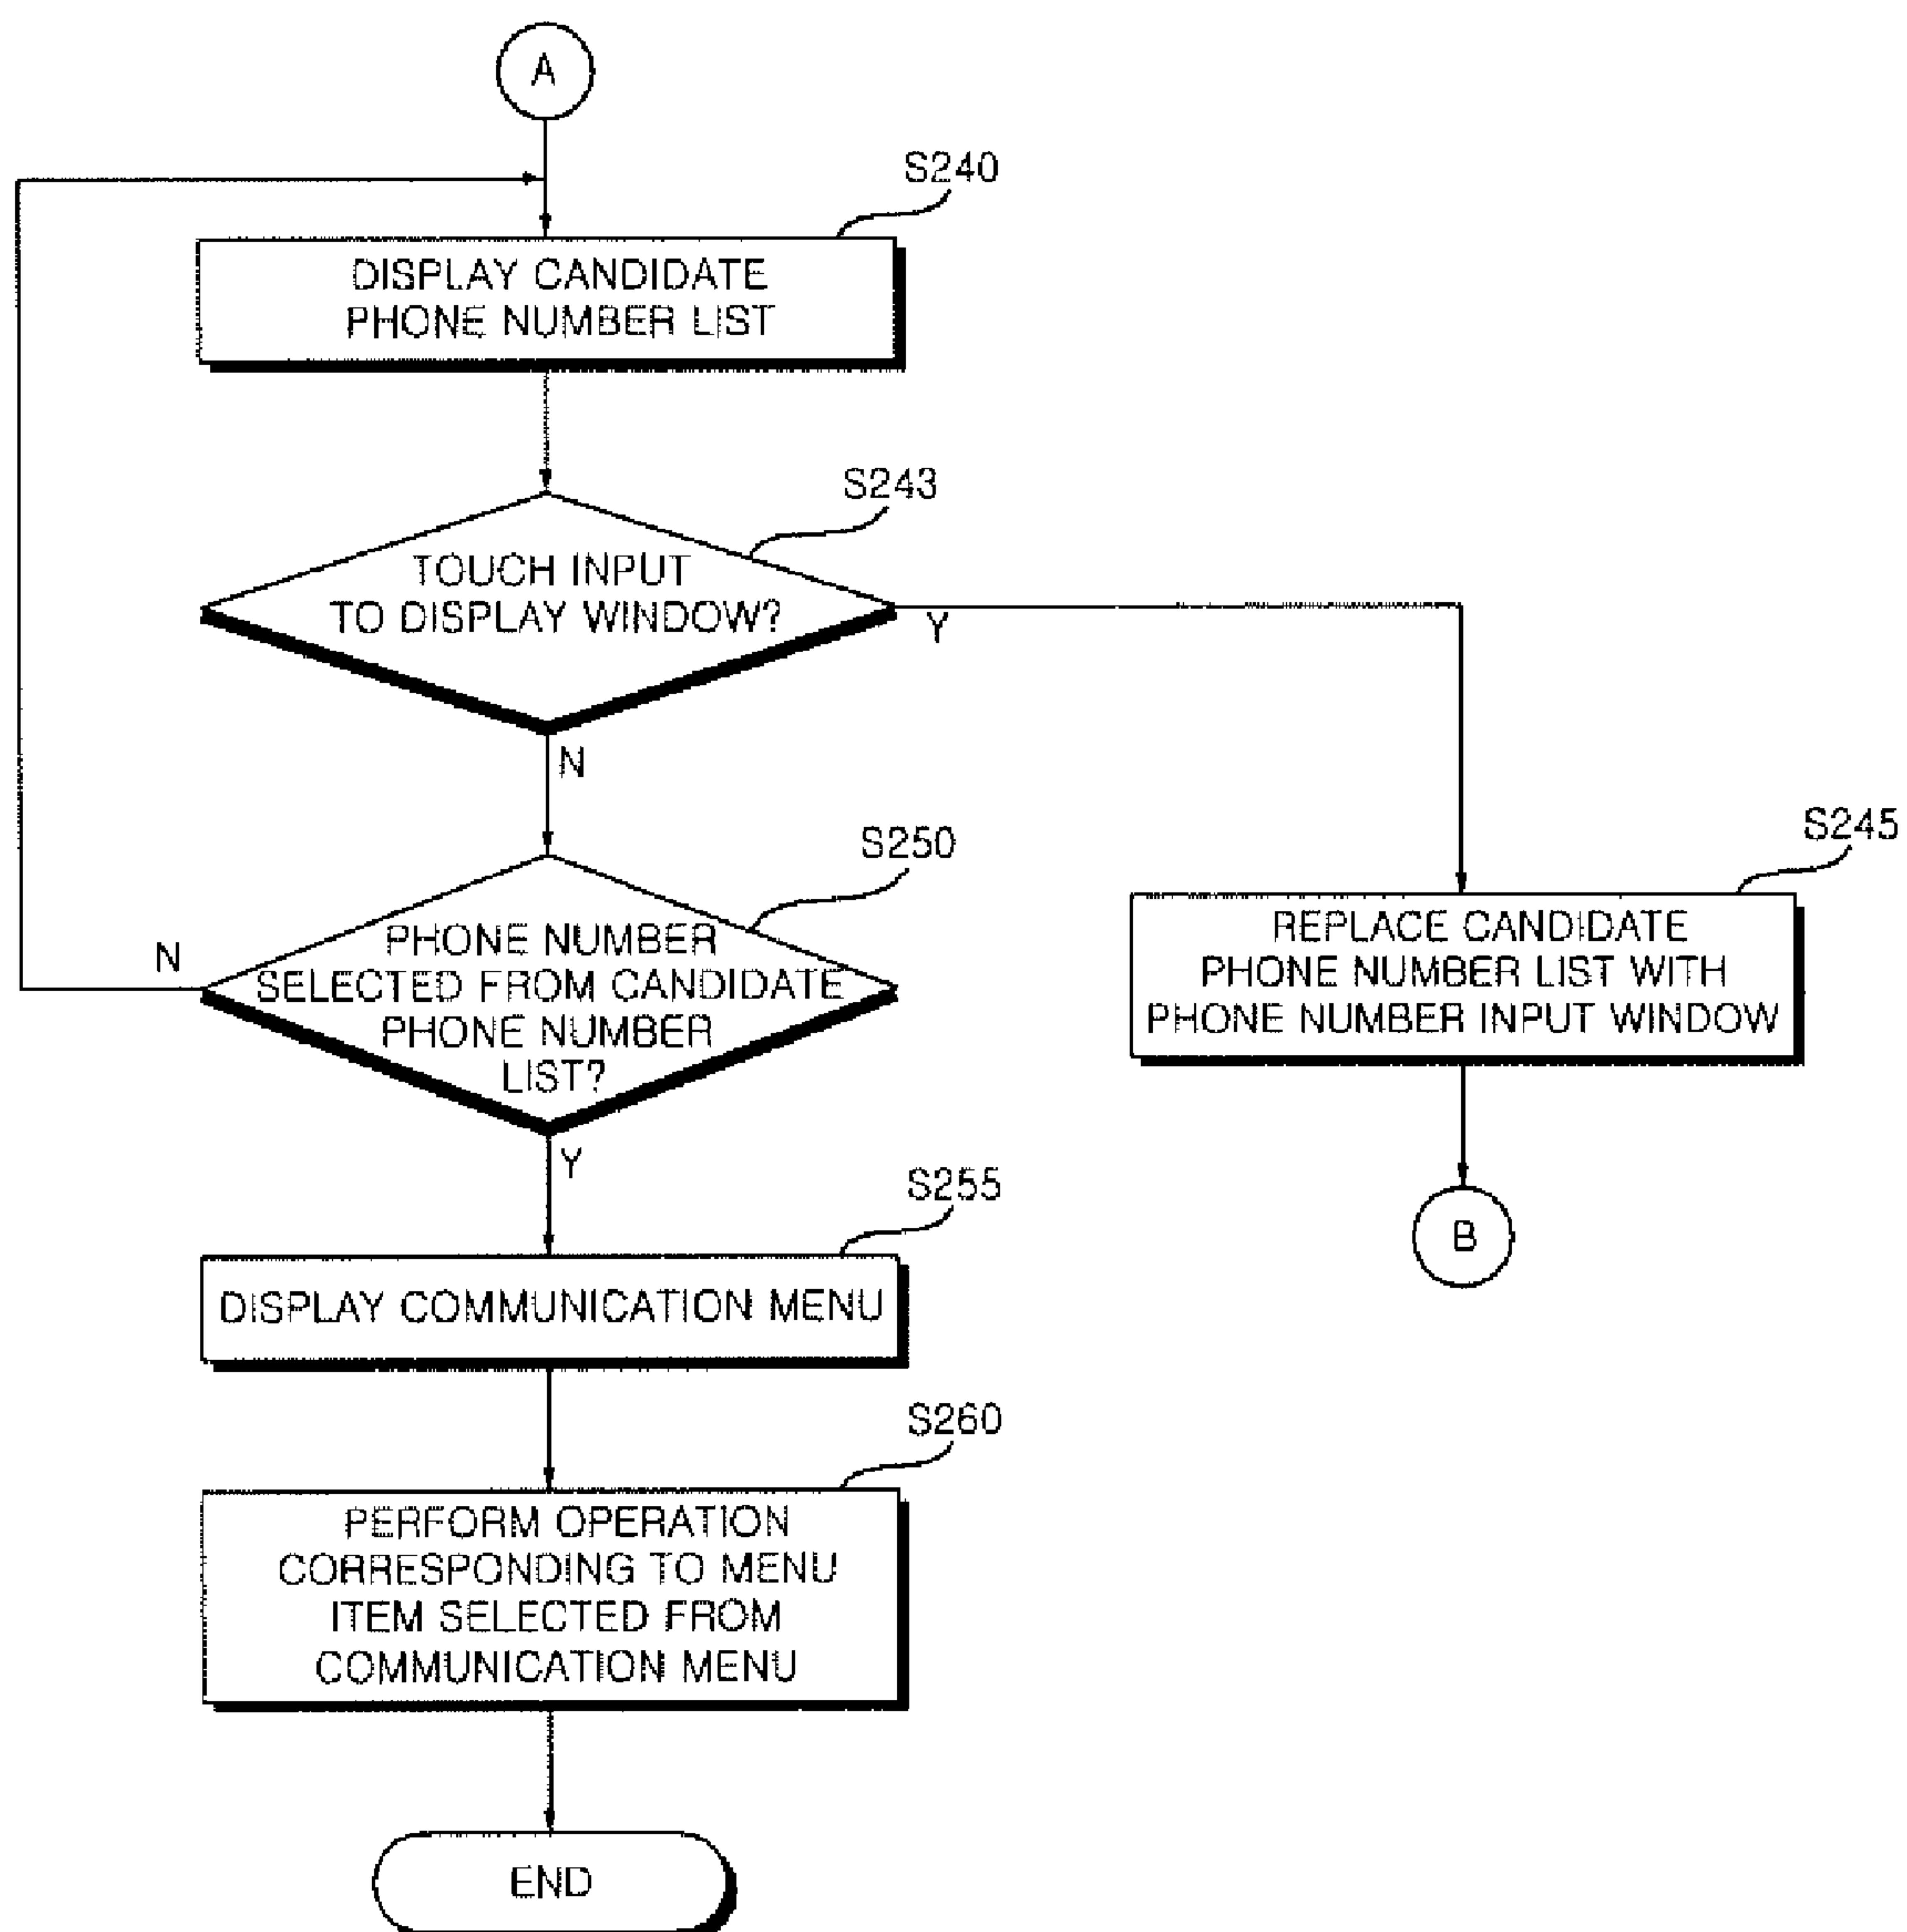 A
S240
DISPLAY CANDIDATE
PHONE NUMBER LIST
S243
TOUCH INPUT
TO DISPLAY WINDOW?
Y
N
S250
PHONE NUMBER
SELECTED FROM CANDIDATE
PHONE NUMBER
LIST?
N
Y
S245
REPLACE CANDIDATE
PHONE NUMBER LIST WITH
PHONE NUMBER INPUT WINDOW
B
S255
DISPLAY COMMUNICATION MENU
S260
PERFORM OPERATION
CORRESPONDING TO MENU
ITEM SELECTED FROM
COMMUNICATION MENU
END